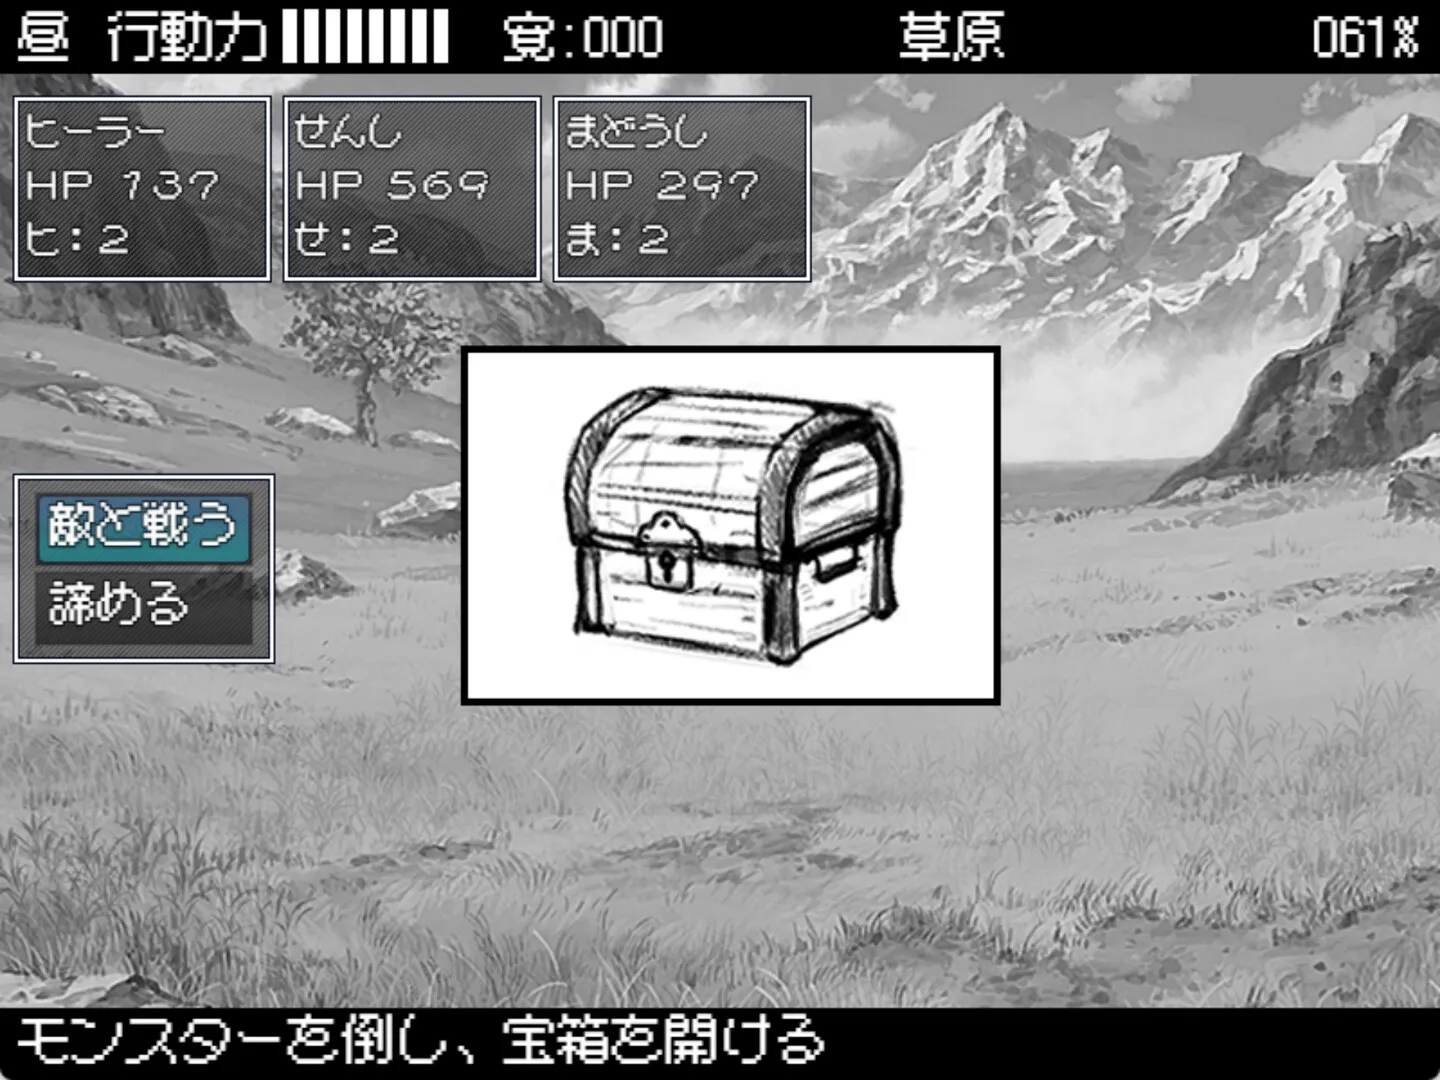 昼 行動力 寛:000 草原 061%
ヒーラー
HP 137
ヒ:2
せんし
HP 569
せ:2
まどうし
HP 297
ま:2
敵と戦う
諦める
モンスターを倒し、宝箱を開ける